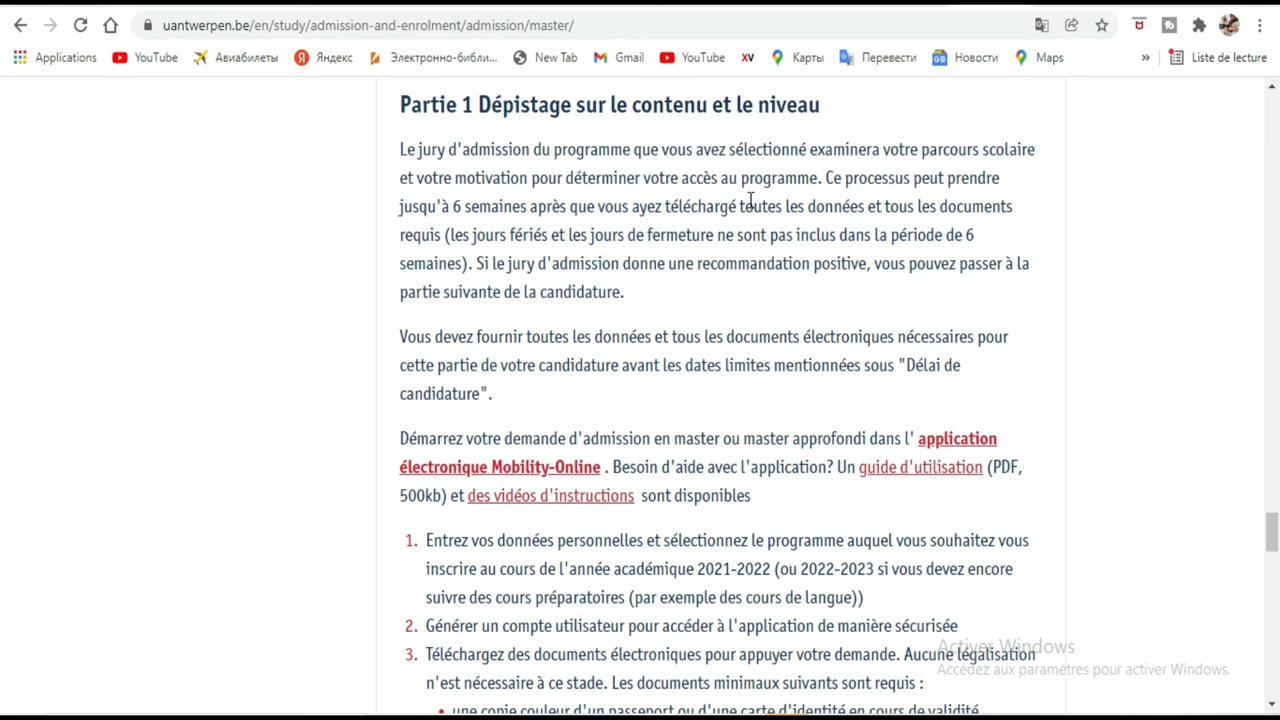 uantwerpen.be/en/study/admission-and-enrolment/admission/master/
Applications YouTube Авиабилеты Яндекс Электронно-библи... New Tab Gmail YouTube XV Карты Перевести Новости Maps » Liste de lecture
Partie 1 Dépistage sur le contenu et le niveau
Le jury d'admission du programme que vous avez sélectionné examinera votre parcours scolaire
et votre motivation pour déterminer votre accès au programme. Ce processus peut prendre
jusqu'à 6 semaines après que vous ayez téléchargé toutes les données et tous les documents
requis (les jours fériés et les jours de fermeture ne sont pas inclus dans la période de 6
semaines). Si le jury d'admission donne une recommandation positive, vous pouvez passer à la
partie suivante de la candidature.
Vous devez fournir toutes les données et tous les documents électroniques nécessaires pour
cette partie de votre candidature avant les dates limites mentionnées sous "Délai de
candidature".
Démarrez votre demande d'admission en master ou master approfondi dans l' application
électronique Mobility-Online . Besoin d'aide avec l'application? Un guide d'utilisation (PDF,
500kb) et des vidéos d'instructions sont disponibles
1. Entrez vos données personnelles et sélectionnez le programme auquel vous souhaitez vous
inscrire au cours de l'année académique 2021-2022 (ou 2022-2023 si vous devez encore
suivre des cours préparatoires (par exemple des cours de langue))
2. Générer un compte utilisateur pour accéder à l'application de manière sécurisée
3. Téléchargez des documents électroniques pour appuyer votre demande. Aucune légalisation
n'est nécessaire à ce stade. Les documents minimaux suivants sont requis :
• une copie couleur d'un passeport ou d'une carte d'identité en cours de validité
Activer Windows
Accédez aux paramètres pour activer Windows.